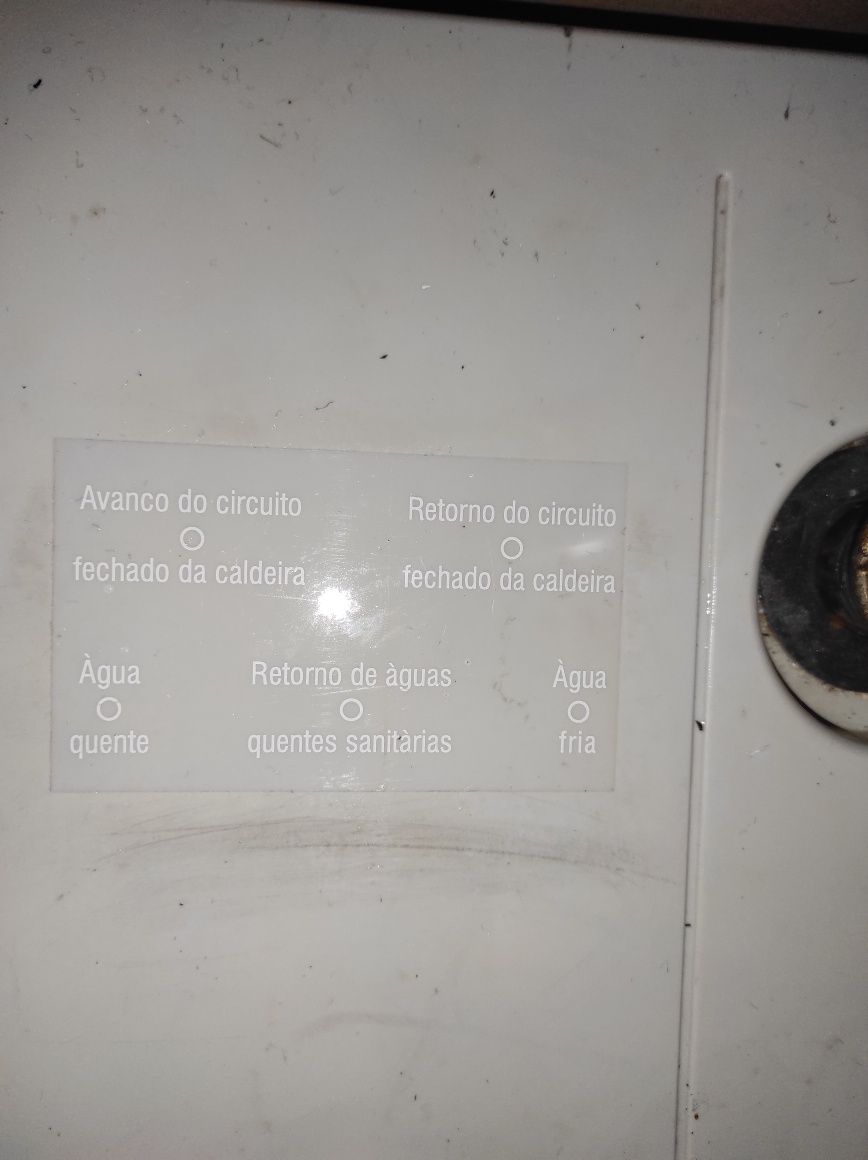 Avanco do circuito
fechado da caldeira
Retorno do circuito
fechado da caldeira
Àgua
quente
Retorno de àguas
quentes sanitàrias
Àgua
fria